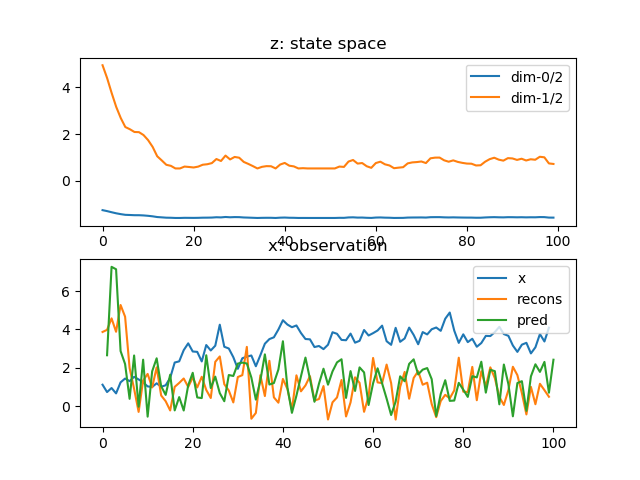 z: state space
4
2
0
dim-0/2
dim-1/2
0 20 40 60 80 100
x: observation
6
4
2
0
x
recons
pred
0 20 40 60 80 100